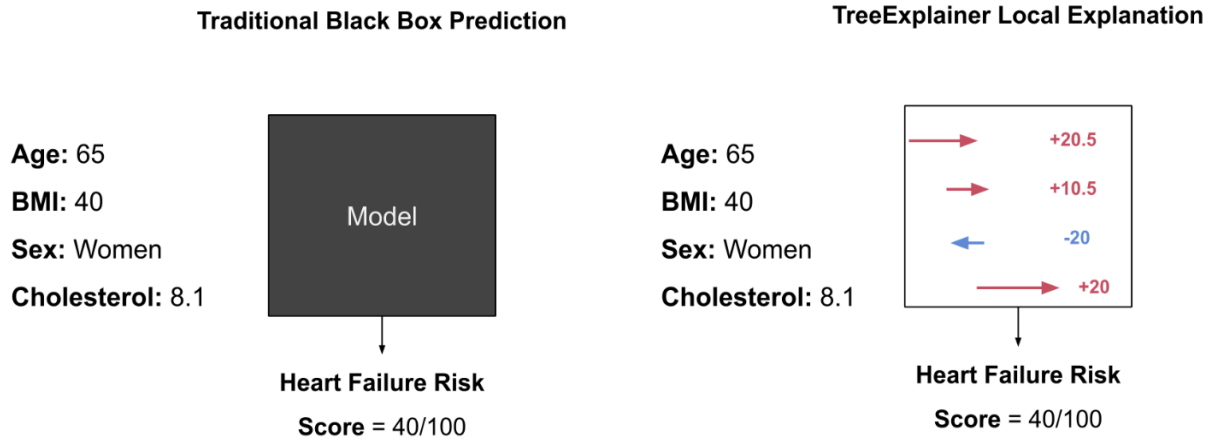 Traditional Black Box Prediction
Age: 65
BMI: 40
Sex: Women
Cholesterol: 8.1
Model
Heart Failure Risk
Score = 40/100
TreeExplainer Local Explanation
Age: 65
BMI: 40
Sex: Women
Cholesterol: 8.1
+20.5
+10.5
-20
+20
Heart Failure Risk
Score = 40/100